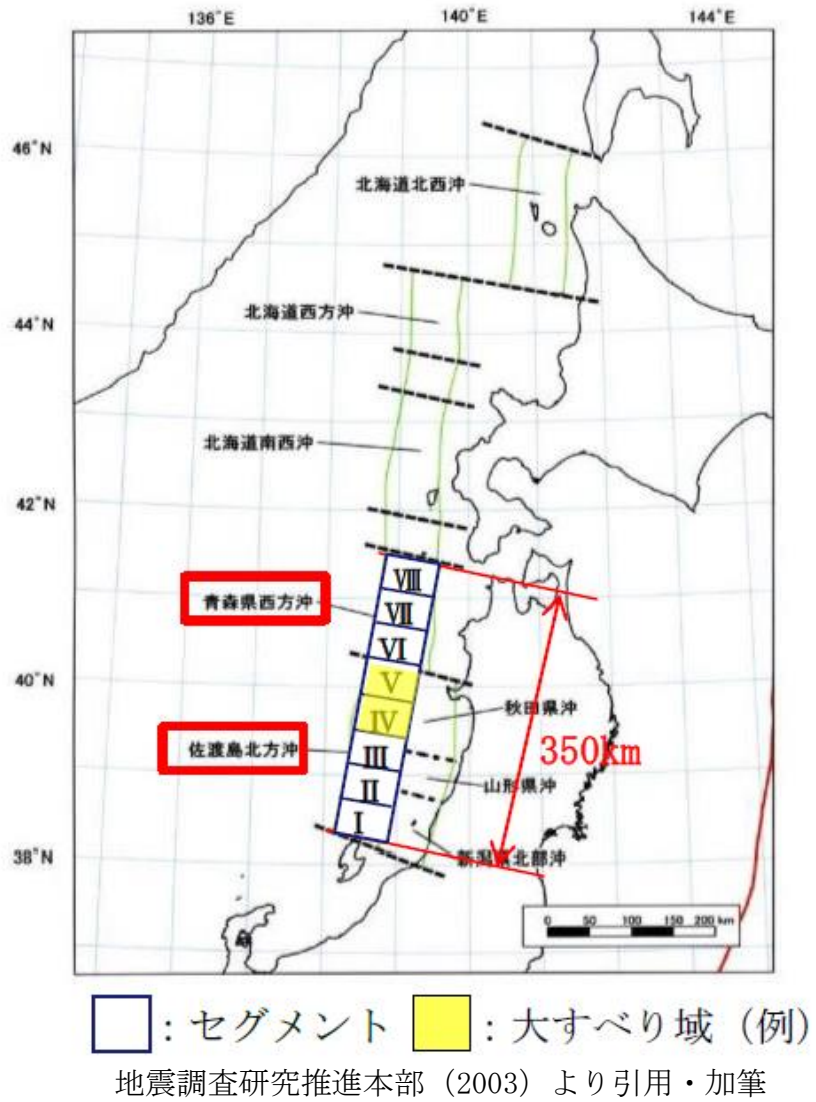 136°E 140°E 144°E
46°N
北海道北西沖
北海道西方沖
44°N
北海道南西沖
42°N
Ⅷ
青森県西方沖
Ⅶ
Ⅵ
40°N
Ⅴ
秋田県沖
Ⅳ
佐渡島北方沖
350km
Ⅲ
山形県沖
Ⅱ
Ⅰ
38°N
新潟県北部沖
0 50 100 150 200 km
:セグメント :大すべり域(例)
地震調査研究推進本部(2003)より引用・加筆